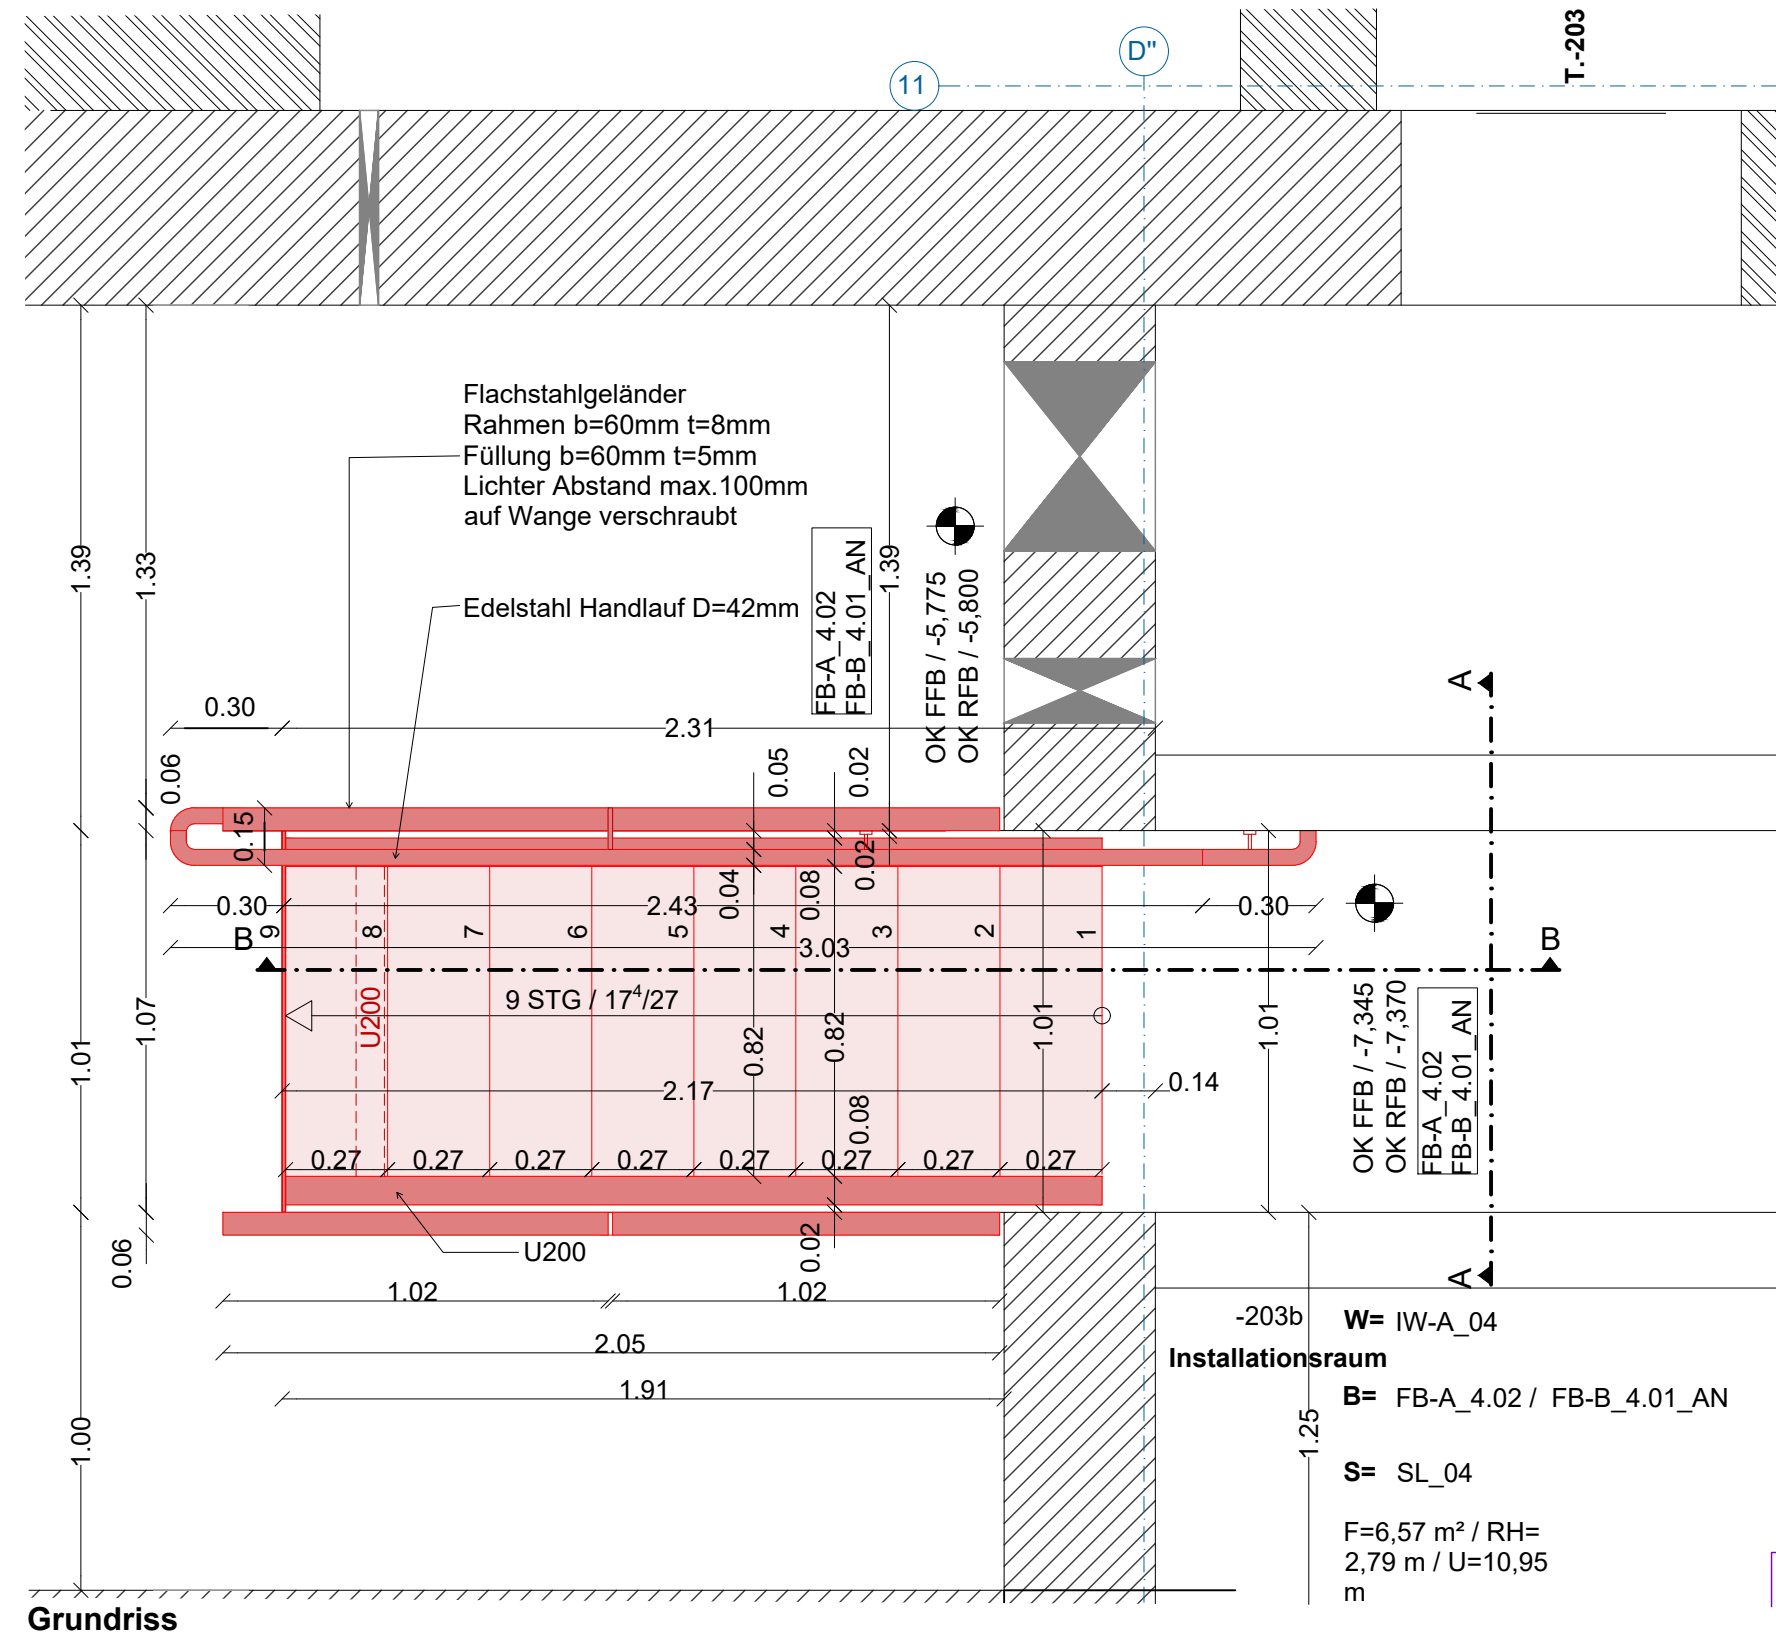 T.-203
11
D"
Flachstahlgeländer
Rahmen b=60mm t=8mm
Füllung b=60mm t=5mm
Lichter Abstand max.100mm
auf Wange verschraubt
Edelstahl Handlauf D=42mm
FB-A_4.02
FB-B_4.01_AN
1.39
OK FFB / -5,775
OK RFB / -5,800
1.39
1.33
0.30
2.31
0.06
0.15
0.05
0.02
A
0.02
0.04
0.08
0.30
2.43
0.30
9
8
7
6
5
4
3
2
1
3.03
B
B
9 STG / 17⁴/27
U200
1.01
1.07
0.82
0.82
1.01
1.01
OK FFB / -7,345
OK RFB / -7,370
FB-A_4.02
FB-B_4.01_AN
2.17
0.14
0.08
0.27
0.27
0.27
0.27
0.27
0.27
0.27
0.27
0.06
U200
0.02
A
1.02
1.02
2.05
1.91
1.00
1.25
-203b
Installationsraum
W= IW-A_04
B= FB-A_4.02 / FB-B_4.01_AN
S= SL_04
F=6,57 m² / RH=
2,79 m / U=10,95
m
Grundriss